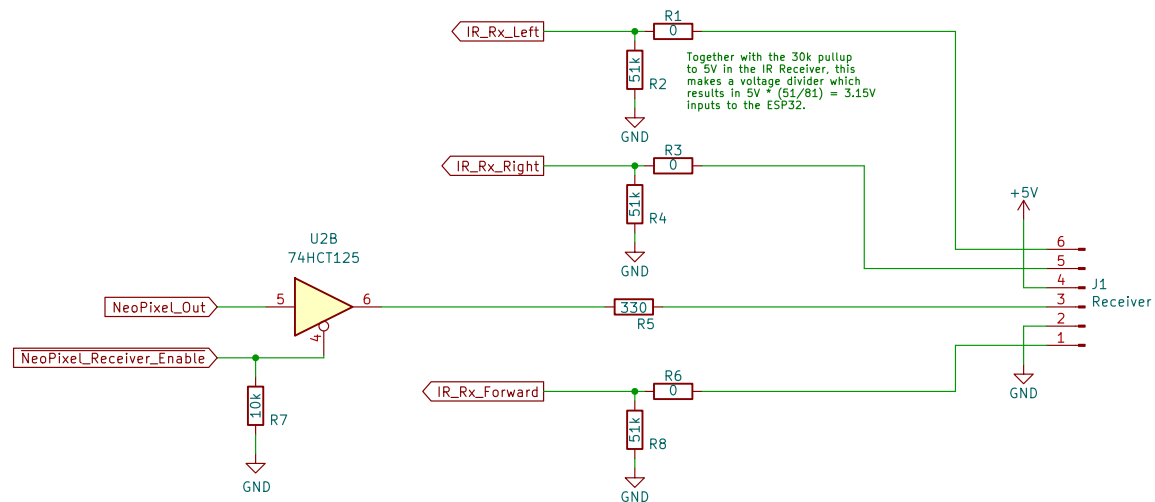 R1
IR_Rx_Left
0
Together with the 30k pullup
to 5V in the IR Receiver, this
makes a voltage divider which
results in 5V * (51/81) = 3.15V
inputs to the ESP32.
51k
R2
GND
R3
IR_Rx_Right
0
51k
R4
GND
+5V
U2B
74HCT125
6
5
4
J1
Receiver
3
2
1
NeoPixel_Out
5
6
4
330
R5
NeoPixel_Receiver_Enable
10k
R7
GND
R6
IR_Rx_Forward
0
GND
51k
R8
GND